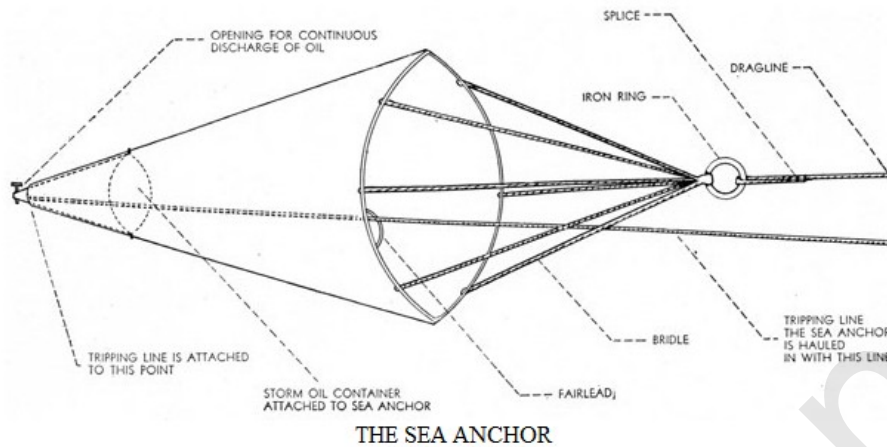 OPENING FOR CONTINUOUS
DISCHARGE OF OIL
SPLICE
DRAGLINE
IRON RING
TRIPPING LINE IS ATTACHED
TO THIS POINT
STORM OIL CONTAINER
ATTACHED TO SEA ANCHOR
FAIRLEAD
BRIDLE
TRIPPING LINE
THE SEA ANCHOR
IS HAULED
IN WITH THIS LINE
THE SEA ANCHOR